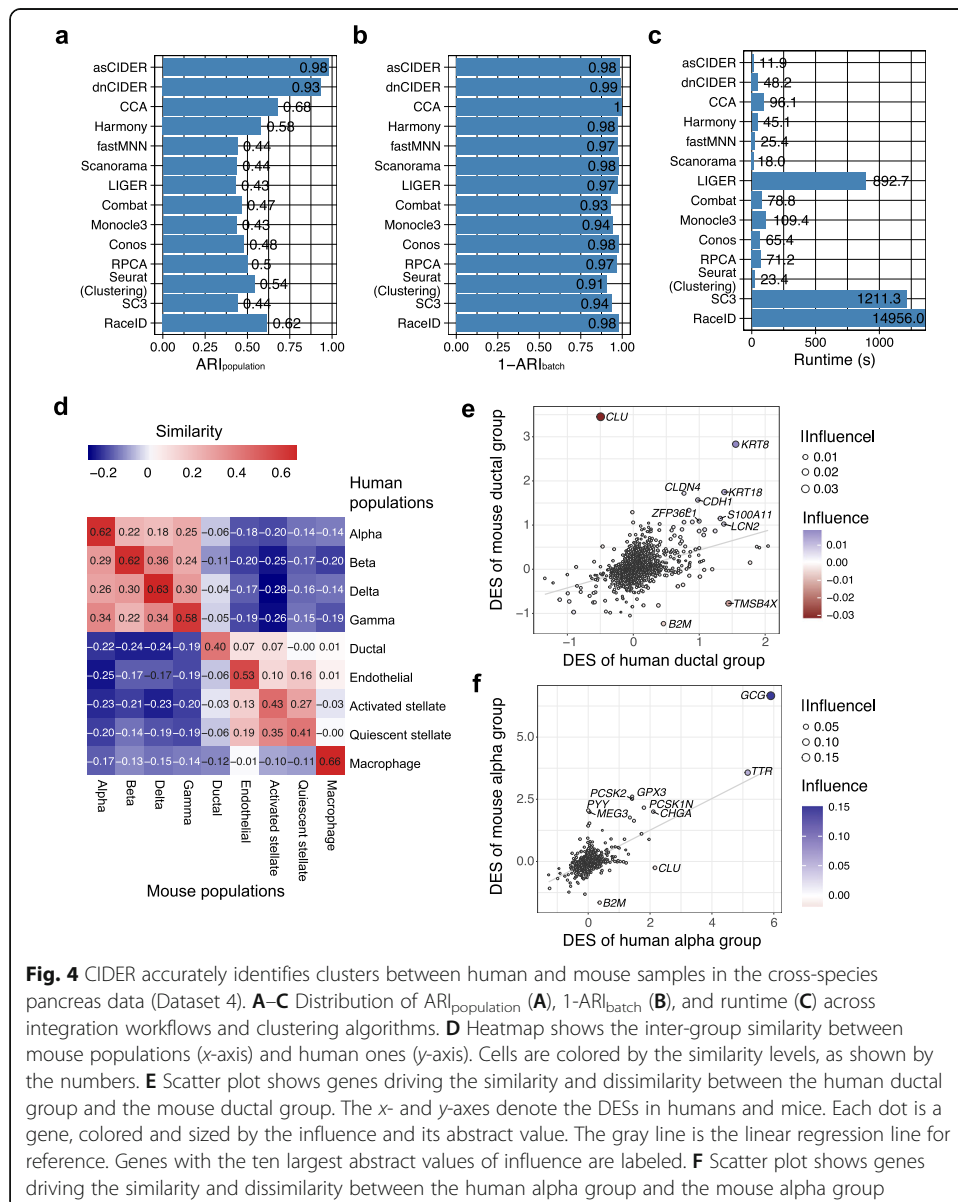 a
asCIDER 0.98
dnCIDER 0.93
CCA 0.68
Harmony 0.58
fastMNN 0.44
Scanorama 0.44
LIGER 0.43
Combat 0.47
Monocle3 0.43
Conos 0.48
RPCA 0.5
Seurat (Clustering) 0.54
SC3 0.44
RaceID 0.62
0.00 0.25 0.50 0.75 1.00
ARIpopulation
b
asCIDER 0.98
dnCIDER 0.99
CCA 1
Harmony 0.98
fastMNN 0.97
Scanorama 0.98
LIGER 0.97
Combat 0.93
Monocle3 0.94
Conos 0.98
RPCA 0.97
Seurat (Clustering) 0.91
SC3 0.94
RaceID 0.98
0.00 0.25 0.50 0.75 1.00
1−ARIbatch
c
asCIDER 11.9
dnCIDER 48.2
CCA 96.1
Harmony 45.1
fastMNN 25.4
Scanorama 18.0
LIGER 892.7
Combat 78.8
Monocle3 109.4
Conos 65.4
RPCA 71.2
Seurat (Clustering) 23.4
SC3 1211.3
RaceID 14956.0
0 500 1000
Runtime (s)
d
Similarity
−0.2 0 0.2 0.4 0.6
Human populations
0.62 0.22 0.18 0.25 −0.06 −0.18 −0.20 −0.14 −0.14 Alpha
0.29 0.62 0.36 0.24 −0.11 −0.20 −0.25 −0.17 −0.20 Beta
0.26 0.30 0.63 0.30 −0.04 −0.17 −0.28 −0.16 −0.17 Delta
0.34 0.22 0.34 0.58 −0.05 −0.19 −0.26 −0.15 −0.19 Gamma
−0.22 −0.24 −0.24 −0.19 0.40 0.07 0.07 −0.00 0.01 Ductal
−0.25 −0.17 −0.17 −0.19 −0.06 0.53 0.10 0.16 0.01 Endothelial
−0.23 −0.21 −0.23 −0.20 −0.03 0.13 0.43 0.27 −0.03 Activated stellate
−0.20 −0.14 −0.19 −0.19 −0.06 0.19 0.35 0.41 −0.00 Quiescent stellate
−0.17 −0.13 −0.15 −0.14 −0.12 −0.01 −0.10 −0.11 0.66 Macrophage
Alpha Beta Delta Gamma Ductal Endothelial Activated stellate Quiescent stellate Macrophage
Mouse populations
e
DES of mouse ductal group
3
2
1
0
−1
CLU
KRT8
CLDN4
KRT18
CDH1
ZFP36L1
S100A11
LCN2
TMSB4X
B2M
−1 0 1 2
DES of human ductal group
|Influence|
0.01
0.02
0.03
Influence
0.01
0.00
−0.01
−0.02
−0.03
f
DES of mouse alpha group
5.0
2.5
0.0
GCG
TTR
PCSK2
GPX3
PYY
PCSK1N
MEG3
CHGA
CLU
B2M
0 2 4 6
DES of human alpha group
|Influence|
0.05
0.10
0.15
Influence
0.15
0.10
0.05
0.00
Fig. 4 CIDER accurately identifies clusters between human and mouse samples in the cross-species
pancreas data (Dataset 4). A–C Distribution of ARIpopulation (A), 1-ARIbatch (B), and runtime (C) across
integration workflows and clustering algorithms. D Heatmap shows the inter-group similarity between
mouse populations (x-axis) and human ones (y-axis). Cells are colored by the similarity levels, as shown by
the numbers. E Scatter plot shows genes driving the similarity and dissimilarity between the human ductal
group and the mouse ductal group. The x- and y-axes denote the DESs in humans and mice. Each dot is a
gene, colored and sized by the influence and its abstract value. The gray line is the linear regression line for
reference. Genes with the ten largest abstract values of influence are labeled. F Scatter plot shows genes
driving the similarity and dissimilarity between the human alpha group and the mouse alpha group